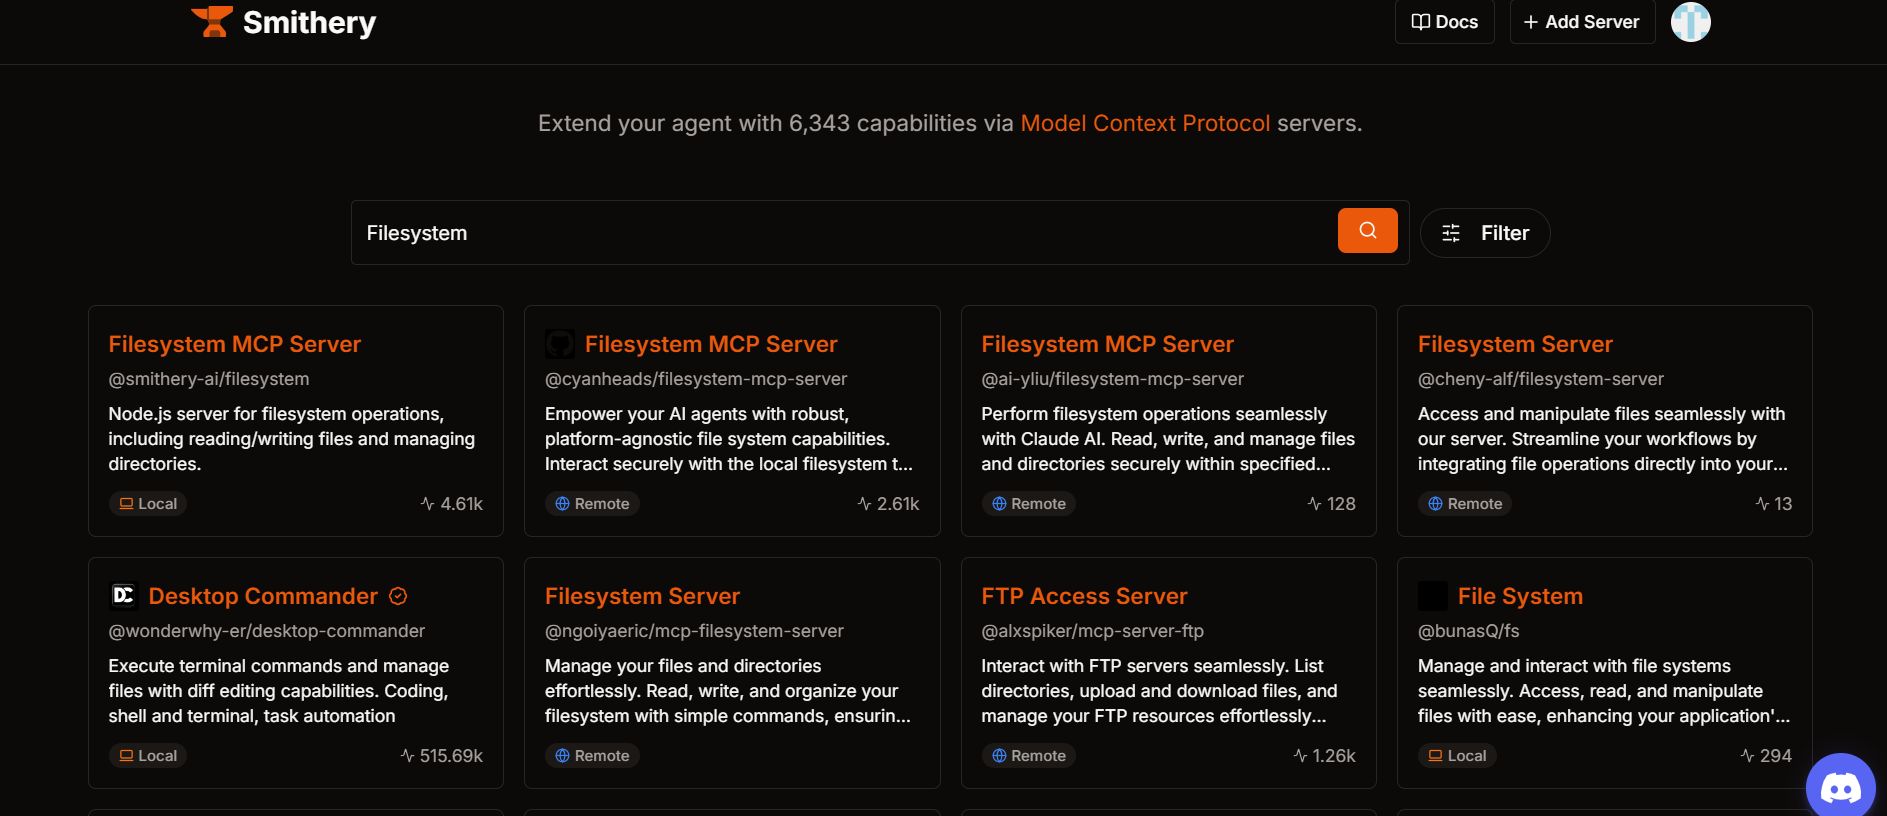 Smithery
Docs
+ Add Server
Extend your agent with 6,343 capabilities via Model Context Protocol servers.
Filesystem
Filter
Filesystem MCP Server
@smithery-ai/filesystem
Node.js server for filesystem operations,
including reading/writing files and managing
directories.
Local
4.61k
Filesystem MCP Server
@cyanheads/filesystem-mcp-server
Empower your AI agents with robust,
platform-agnostic file system capabilities.
Interact securely with the local filesystem t...
Remote
2.61k
Filesystem MCP Server
@ai-yliu/filesystem-mcp-server
Perform filesystem operations seamlessly
with Claude AI. Read, write, and manage files
and directories securely within specified...
Remote
128
Filesystem Server
@cheny-alf/filesystem-server
Access and manipulate files seamlessly with
our server. Streamline your workflows by
integrating file operations directly into your...
Remote
13
DC
Desktop Commander
@wonderwhy-er/desktop-commander
Execute terminal commands and manage
files with diff editing capabilities. Coding,
shell and terminal, task automation
Local
515.69k
Filesystem Server
@ngoiyaeric/mcp-filesystem-server
Manage your files and directories
effortlessly. Read, write, and organize your
filesystem with simple commands, ensurin...
Remote
FTP Access Server
@alxspiker/mcp-server-ftp
Interact with FTP servers seamlessly. List
directories, upload and download files, and
manage your FTP resources effortlessly...
Remote
1.26k
File System
@bunasQ/fs
Manage and interact with file systems
seamlessly. Access, read, and manipulate
files with ease, enhancing your application'...
Local
294